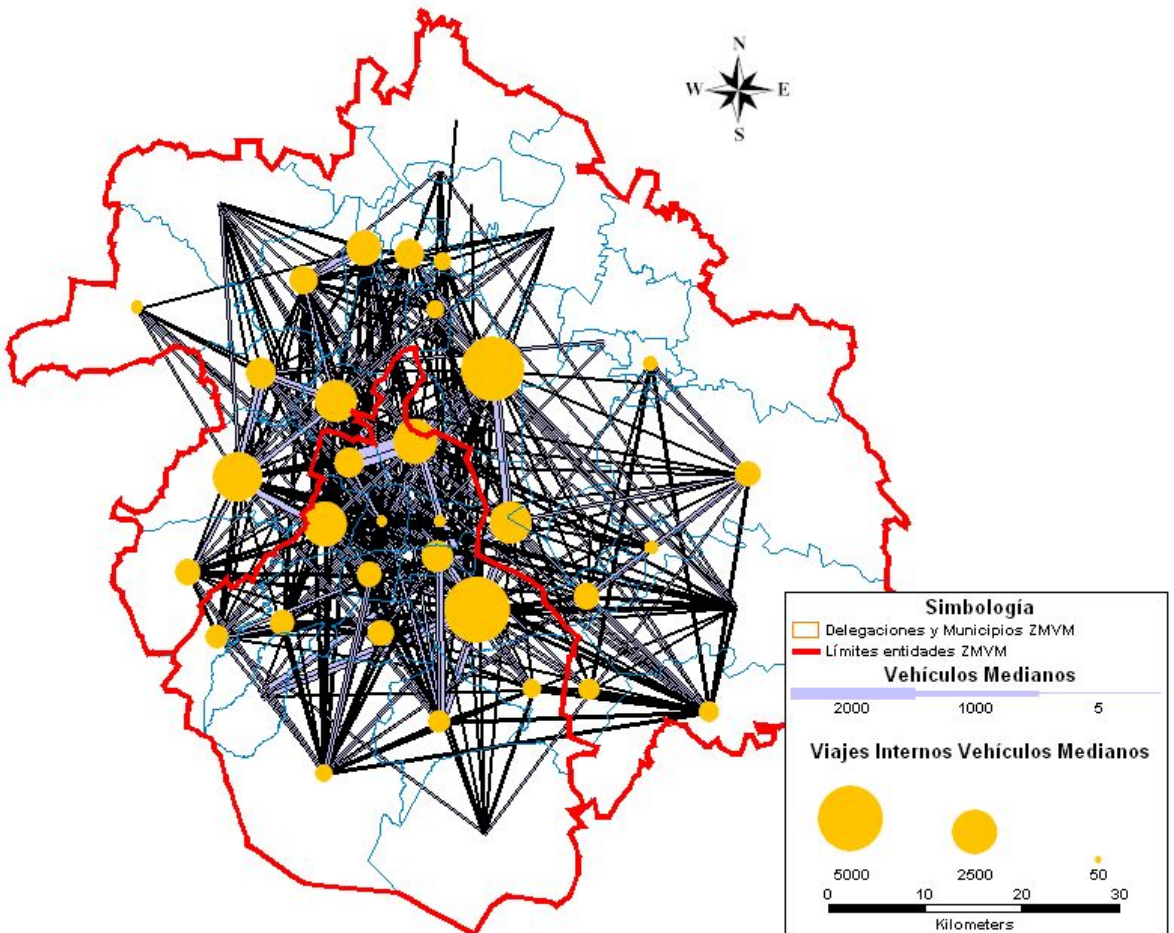 N
W E
S
Simbología
Delegaciones y Municipios ZMVM
Límites entidades ZMVM
Vehículos Medianos
2000 1000 5
Viajes Internos Vehículos Medianos
5000 2500 50
0 10 20 30
Kilometers